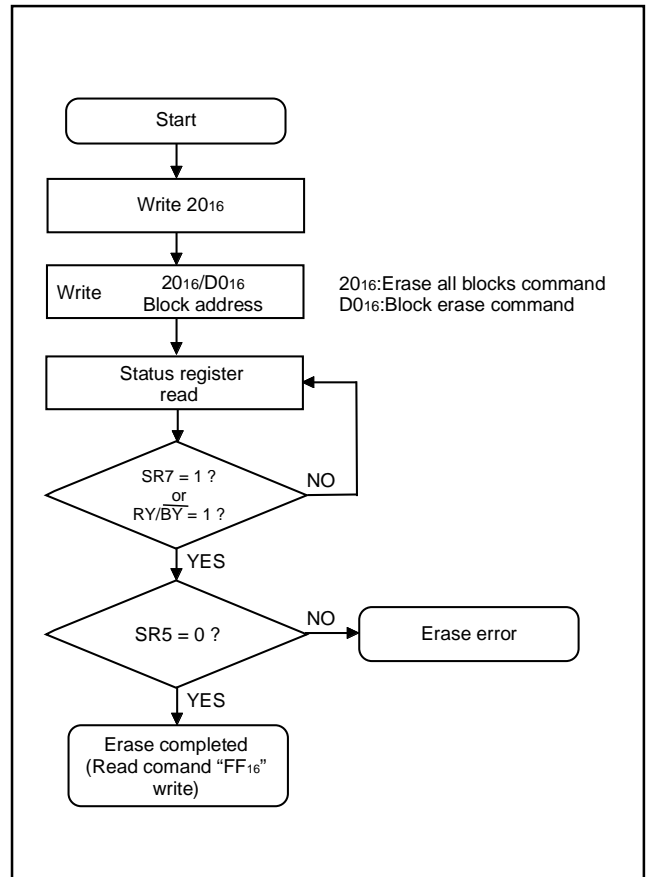 Start
Write 20₁₆
Write
20₁₆/D0₁₆
Block address
20₁₆:Erase all blocks command
D0₁₆:Block erase command
Status register
read
SR7 = 1 ?
or
RY/B̅Y̅ = 1 ?
NO
YES
SR5 = 0 ?
NO
Erase error
YES
Erase completed
(Read comand “FF₁₆”
write)